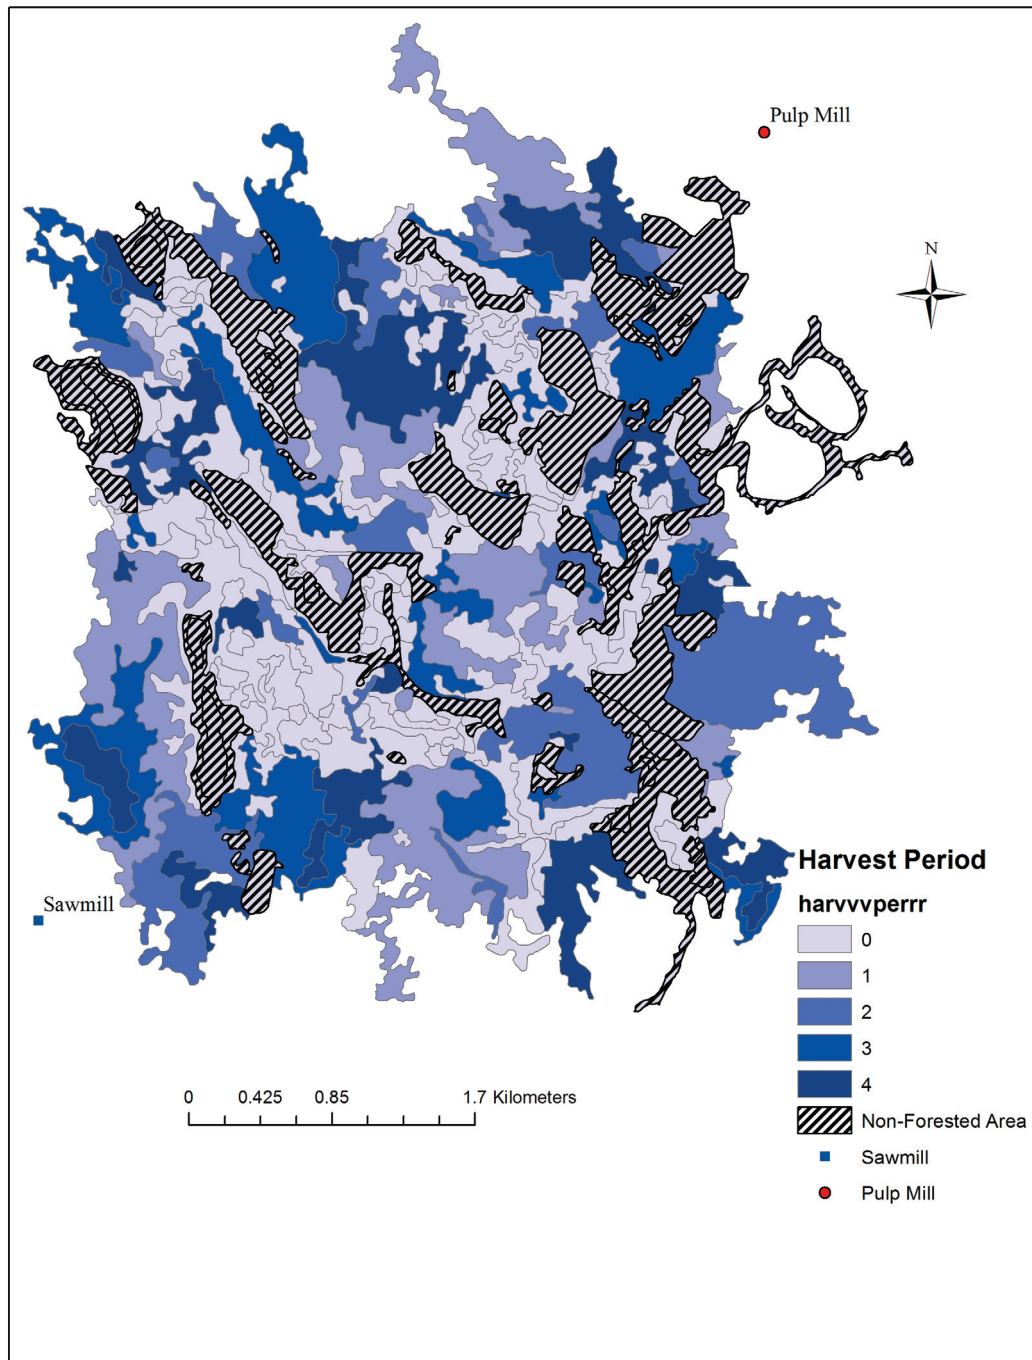 Pulp Mill
N
Sawmill
Harvest Period
harvvvperrr
0
1
2
3
4
Non-Forested Area
Sawmill
Pulp Mill
0 0.425 0.85 1.7 Kilometers